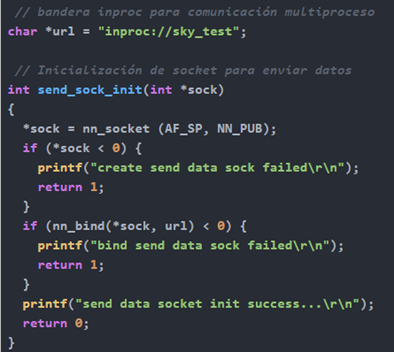 // bandera inproc para comunicación multiproceso
char *url = "inproc://sky_test";

// Inicialización de socket para enviar datos
int send_sock_init(int *sock)
{
  *sock = nn_socket (AF_SP, NN_PUB);
  if (*sock < 0) {
    printf("create send data sock failed\r\n");
    return 1;
  }
  if (nn_bind(*sock, url) < 0) {
    printf("bind send data sock failed\r\n");
    return 1;
  }
  printf("send data socket init success...\r\n");
  return 0;
}